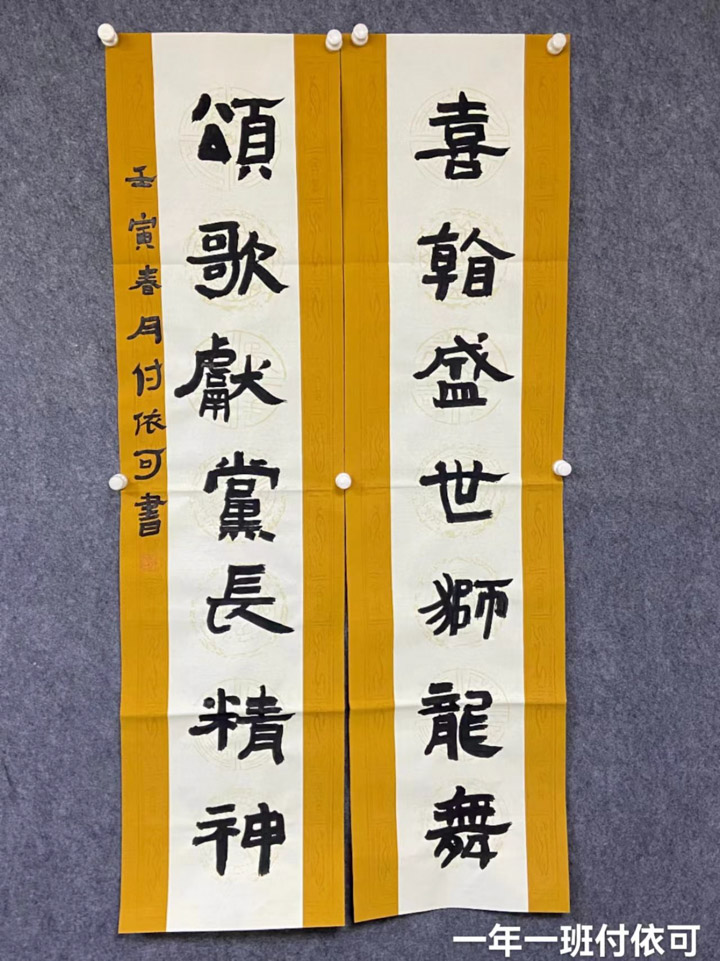 喜看盛世獅龍舞
頌歌獻黨長精神
壬寅春月付依可書
一年一班付依可